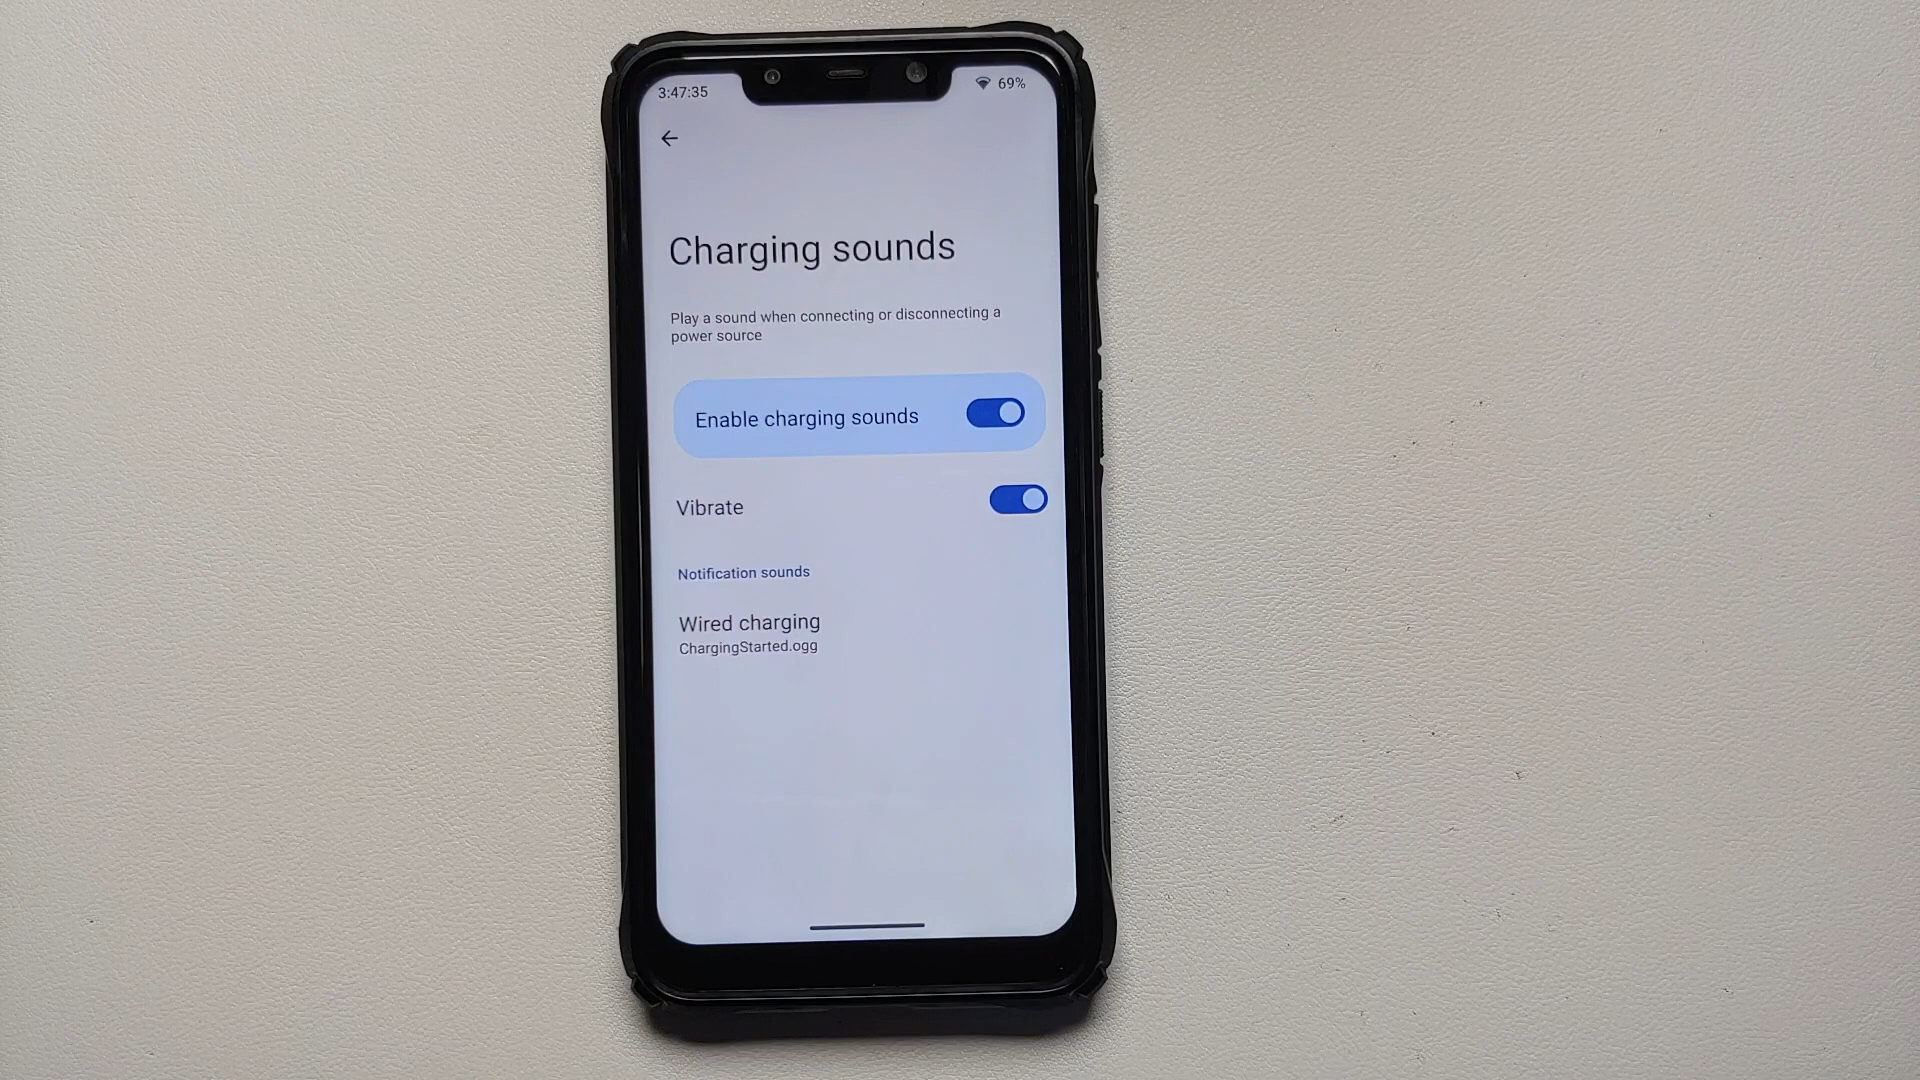 3:47:35
69%
Charging sounds
Play a sound when connecting or disconnecting a
power source
Enable charging sounds
Vibrate
Notification sounds
Wired charging
ChargingStarted.ogg